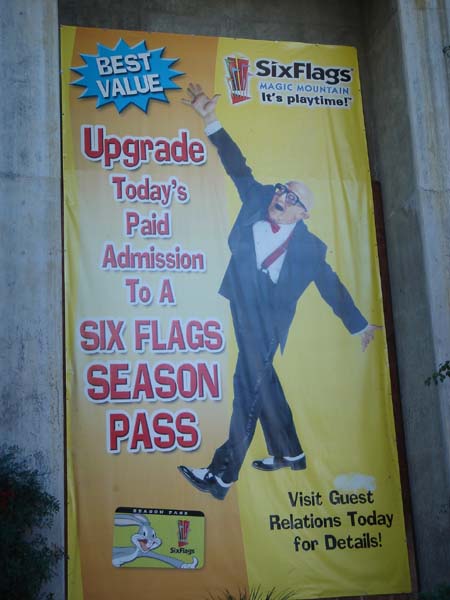 BEST
VALUE
SixFlags
MAGIC MOUNTAIN
It's playtime!
Upgrade
Today's
Paid
Admission
To A
SIX FLAGS
SEASON
PASS
SEASON PASS
SixFlags
Visit Guest
Relations Today
for Details!